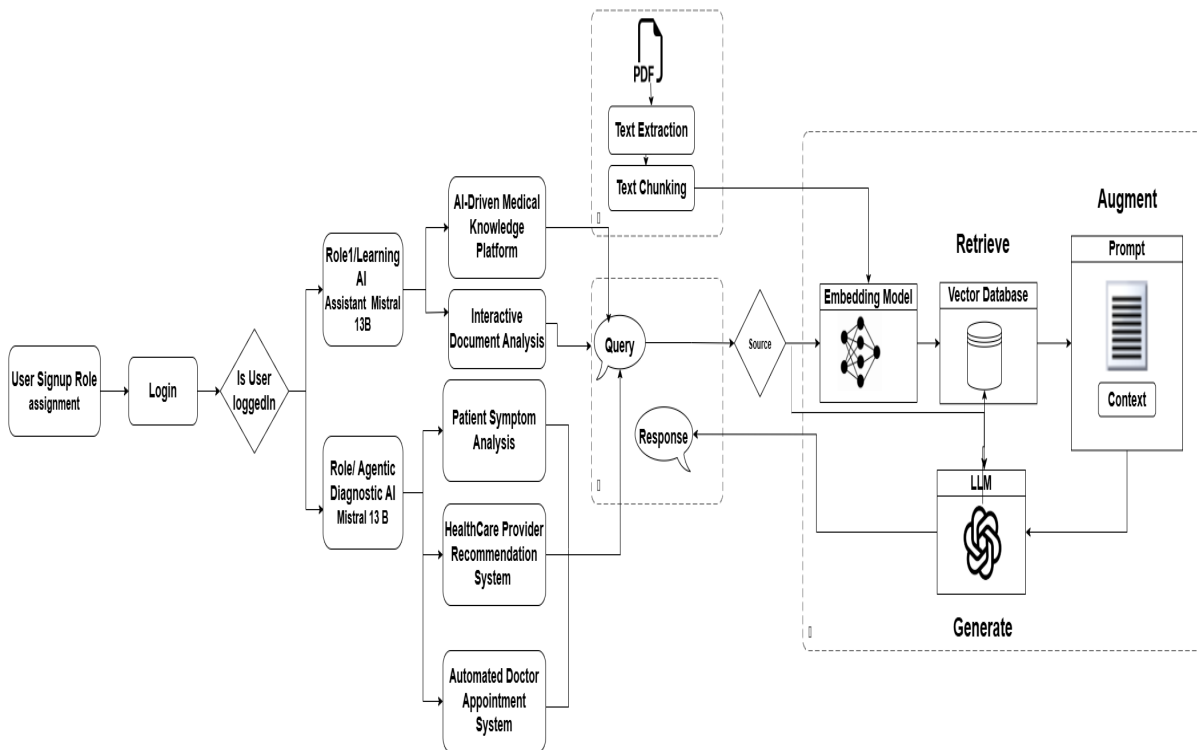 PDF
Text Extraction
Text Chunking
Augment
Retrieve
Prompt
Context
Embedding Model
Vector Database
AI-Driven Medical
Knowledge
Platform
Role1/Learning
AI
Assistant Mistral
13B
Interactive
Document Analysis
Query
Source
User Signup Role
assignment
Login
Is User
loggedIn
Patient Symptom
Analysis
Response
Role/ Agentic
Diagnostic AI
Mistral 13 B
LLM
HealthCare Provider
Recommendation
System
Generate
Automated Doctor
Appointment
System